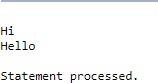 Hi
Hello
Statement processed.